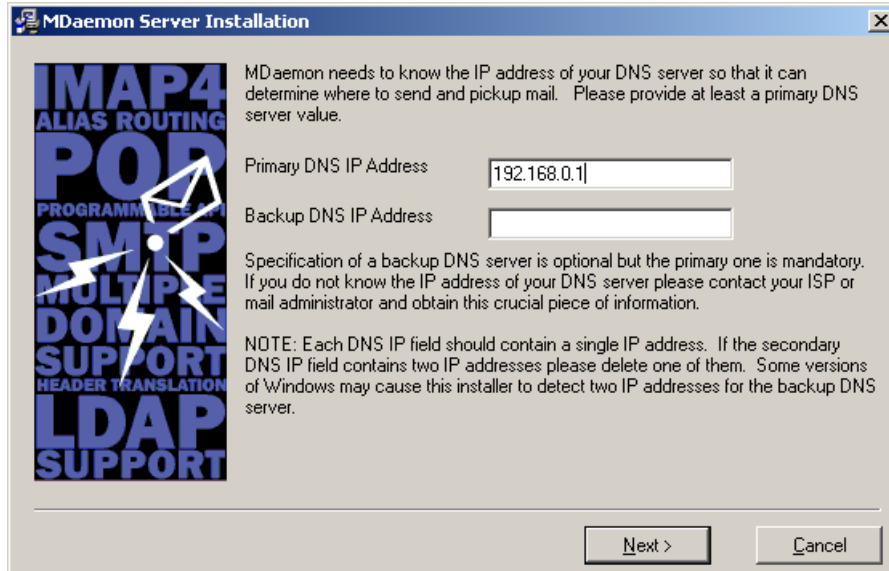 MDaemon Server Installation
IMAP4
ALIAS ROUTING
POP
PROGRAMMABLE API
SMTP
MULTIPLE
DOMAIN
SUPPORT
HEADER TRANSLATION
LDAP
SUPPORT
MDaemon needs to know the IP address of your DNS server so that it can
determine where to send and pickup mail.   Please provide at least a primary DNS
server value.
Primary DNS IP Address
192.168.0.1
Backup DNS IP Address
Specification of a backup DNS server is optional but the primary one is mandatory.
If you do not know the IP address of your DNS server please contact your ISP or
mail administrator and obtain this crucial piece of information.
NOTE: Each DNS IP field should contain a single IP address.  If the secondary
DNS IP field contains two IP addresses please delete one of them.  Some versions
of Windows may cause this installer to detect two IP addresses for the backup DNS
server.
Next >
Cancel